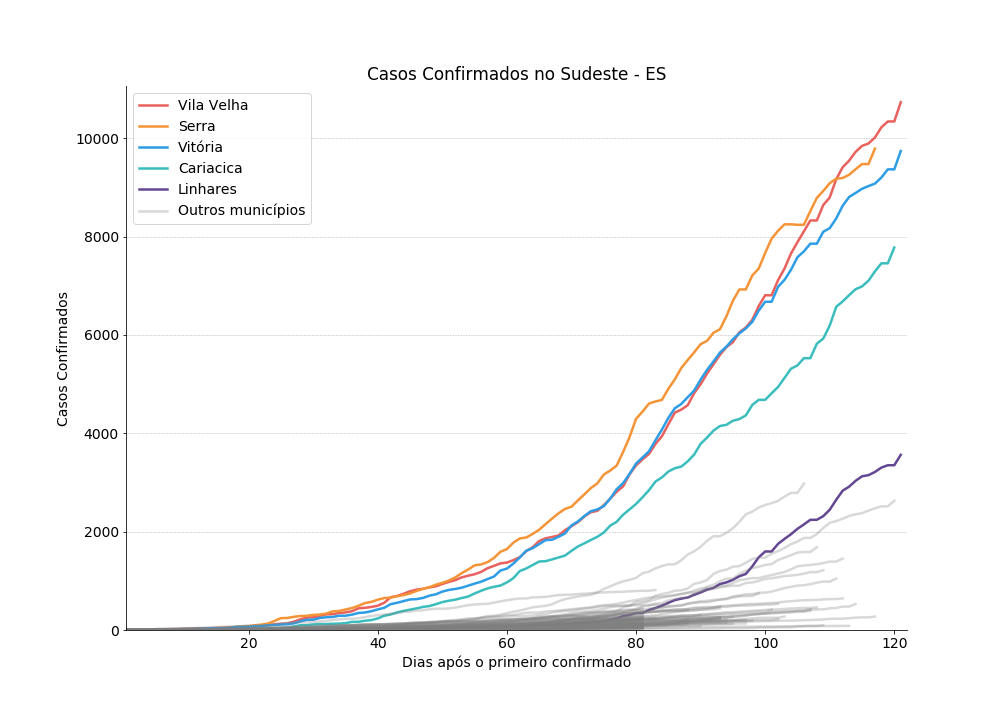 Casos Confirmados no Sudeste - ES
Vila Velha
Serra
Vitória
Cariacica
Linhares
Outros municípios
10000
8000
6000
4000
2000
0
Casos Confirmados
20 40 60 80 100 120
Dias após o primeiro confirmado